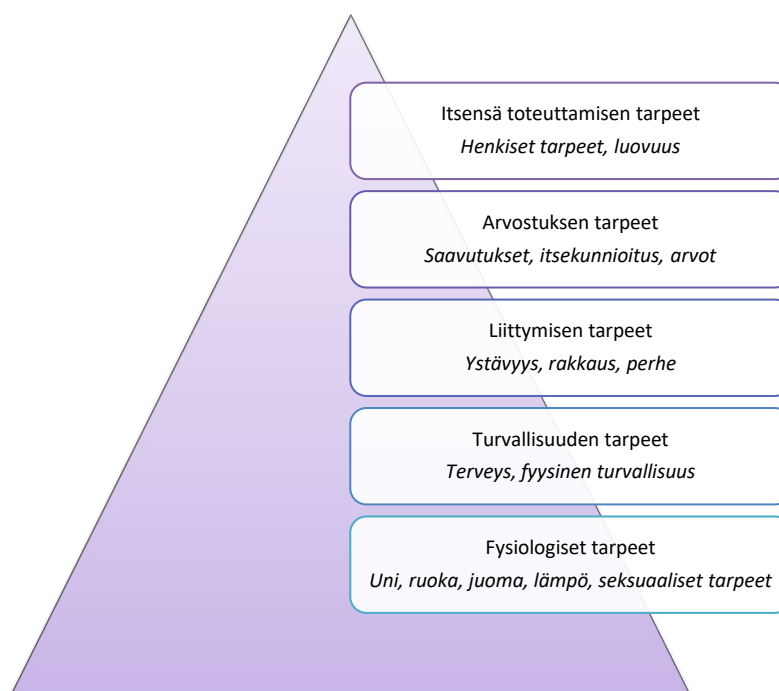 Itsensä toteuttamisen tarpeet
Henkiset tarpeet, luovuus
Arvostuksen tarpeet
Saavutukset, itsekunnioitus, arvot
Liittymisen tarpeet
Ystävyys, rakkaus, perhe
Turvallisuuden tarpeet
Terveys, fyysinen turvallisuus
Fysiologiset tarpeet
Uni, ruoka, juoma, lämpö, seksuaaliset tarpeet